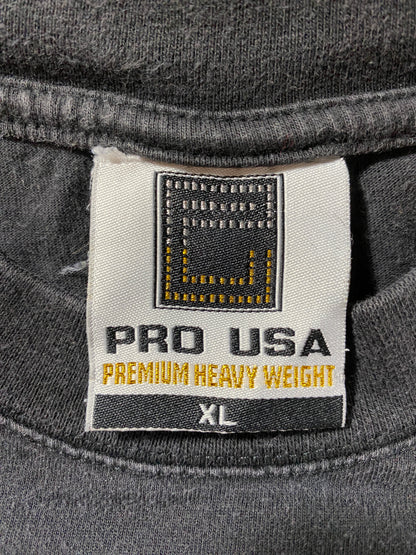 PRO USA
PREMIUM HEAVY WEIGHT
XL